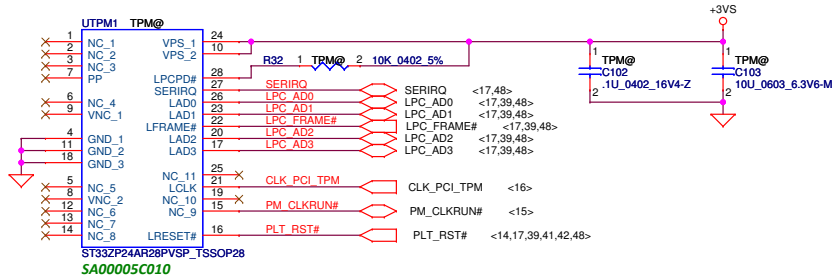 +3VS
UTPM1 TPM@
1 NC_1 VPS_1 24
2 NC_2 VPS_2 10
3 NC_3
7 PP LPCPD# 28 R32 1 TPM@ 2 10K_0402_5%
SERIRQ 27 SERIRQ SERIRQ <17,48>
6 NC_4 LAD0 26 LPC_AD0 LPC_AD0 <17,39,48>
9 VNC_1 LAD1 23 LPC_AD1 LPC_AD1 <17,39,48>
LFRAME# 22 LPC_FRAME# LPC_FRAME# <17,39,48>
4 GND_1 LAD2 20 LPC_AD2 LPC_AD2 <17,39,48>
11 GND_2 LAD3 17 LPC_AD3 LPC_AD3 <17,39,48>
18 GND_3
NC_11 25
5 NC_5 LCLK 21 CLK_PCI_TPM CLK_PCI_TPM <16>
8 VNC_2 NC_10 19
12 NC_6 NC_9 15 PM_CLKRUN# PM_CLKRUN# <15>
13 NC_7
14 NC_8 LRESET# 16 PLT_RST# PLT_RST# <14,17,39,41,42,48>
ST33ZP24AR28PVSP_TSSOP28
SA00005C010
1 TPM@
C102
.1U_0402_16V4-Z
2
1 TPM@
C103
10U_0603_6.3V6-M
2